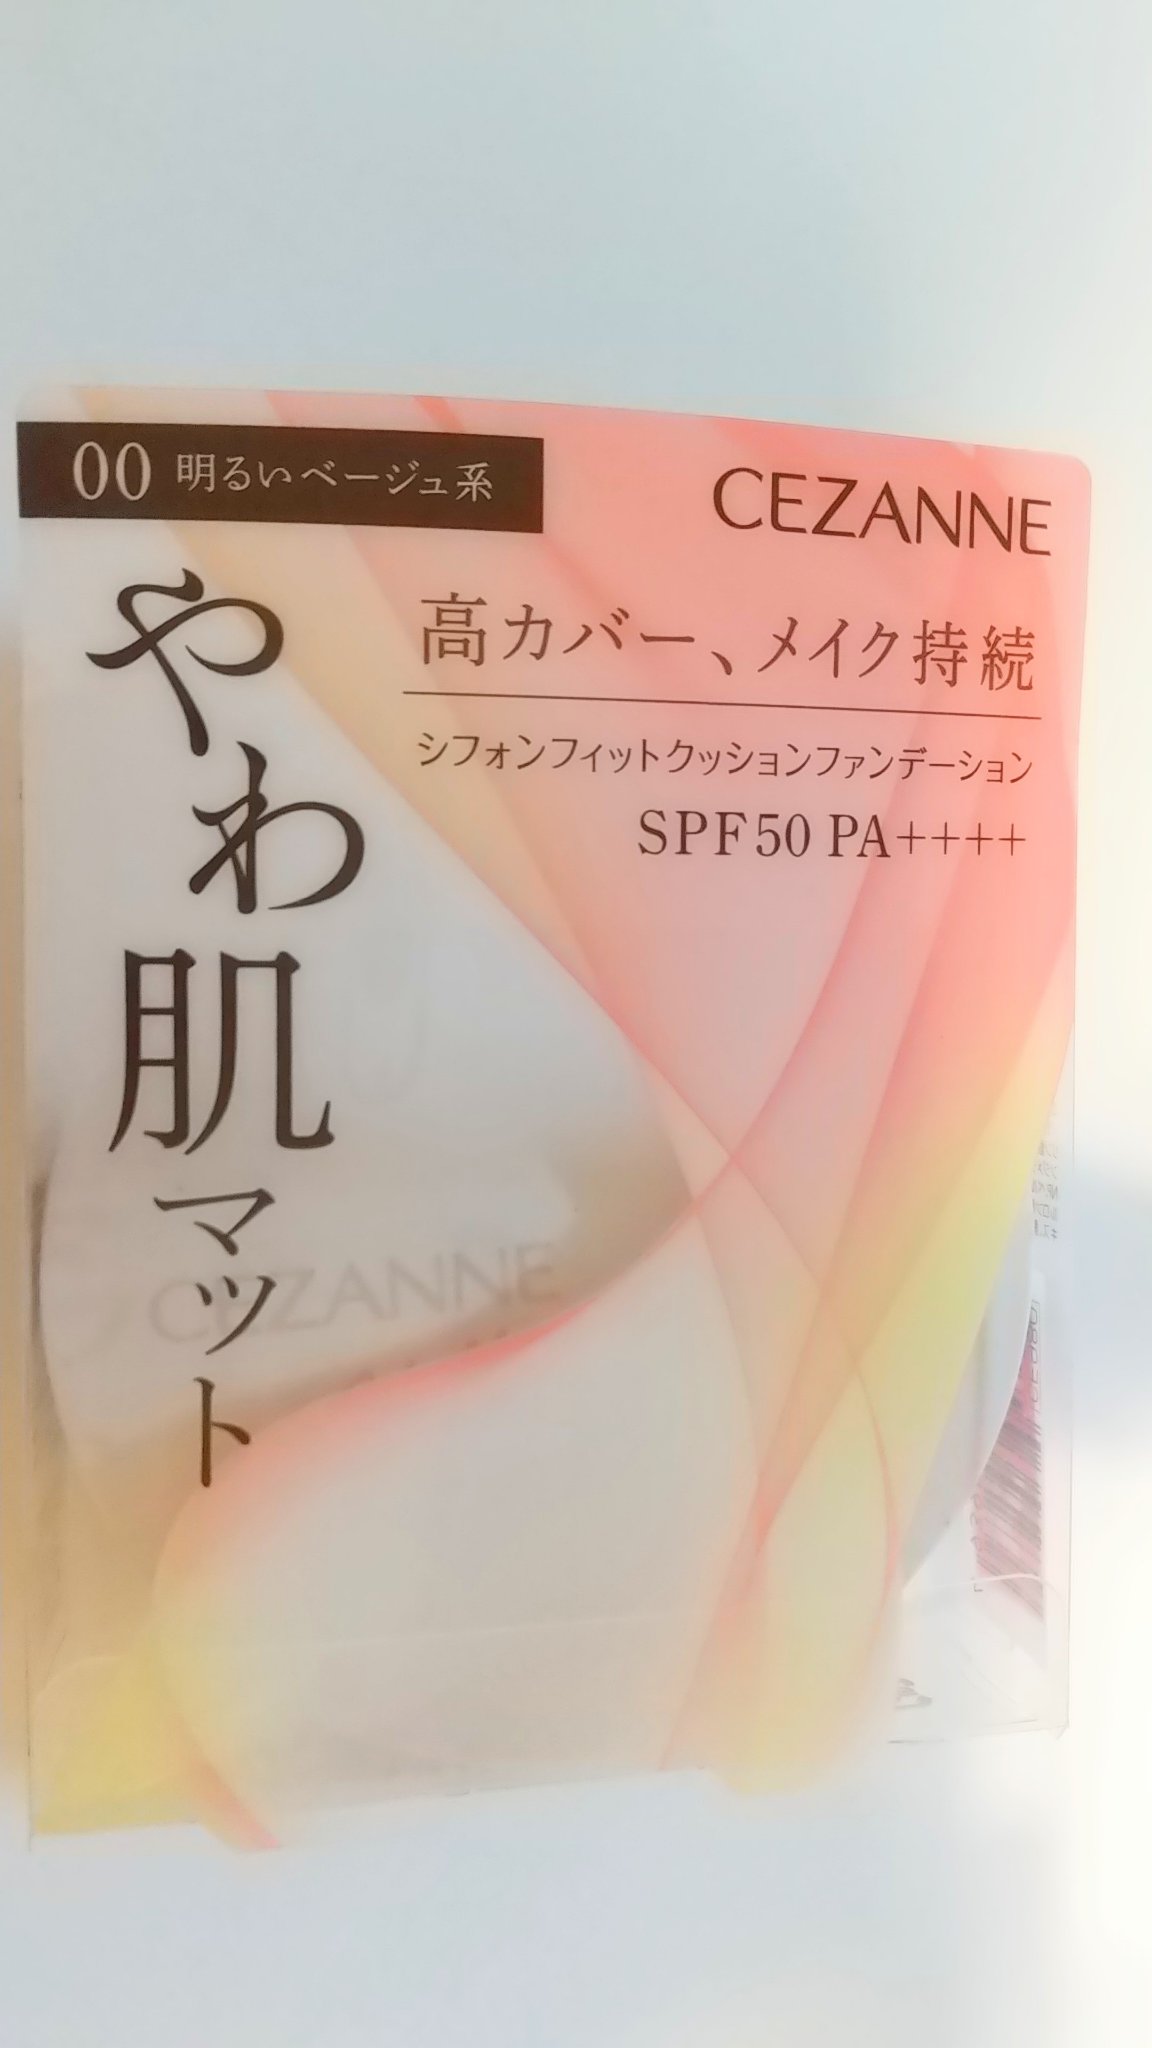 00 明るいベージュ系
CEZANNE
高カバー、メイク持続
シフォンフィットクッションファンデーション
SPF50 PA++++
やわ肌マット
CEZANNE